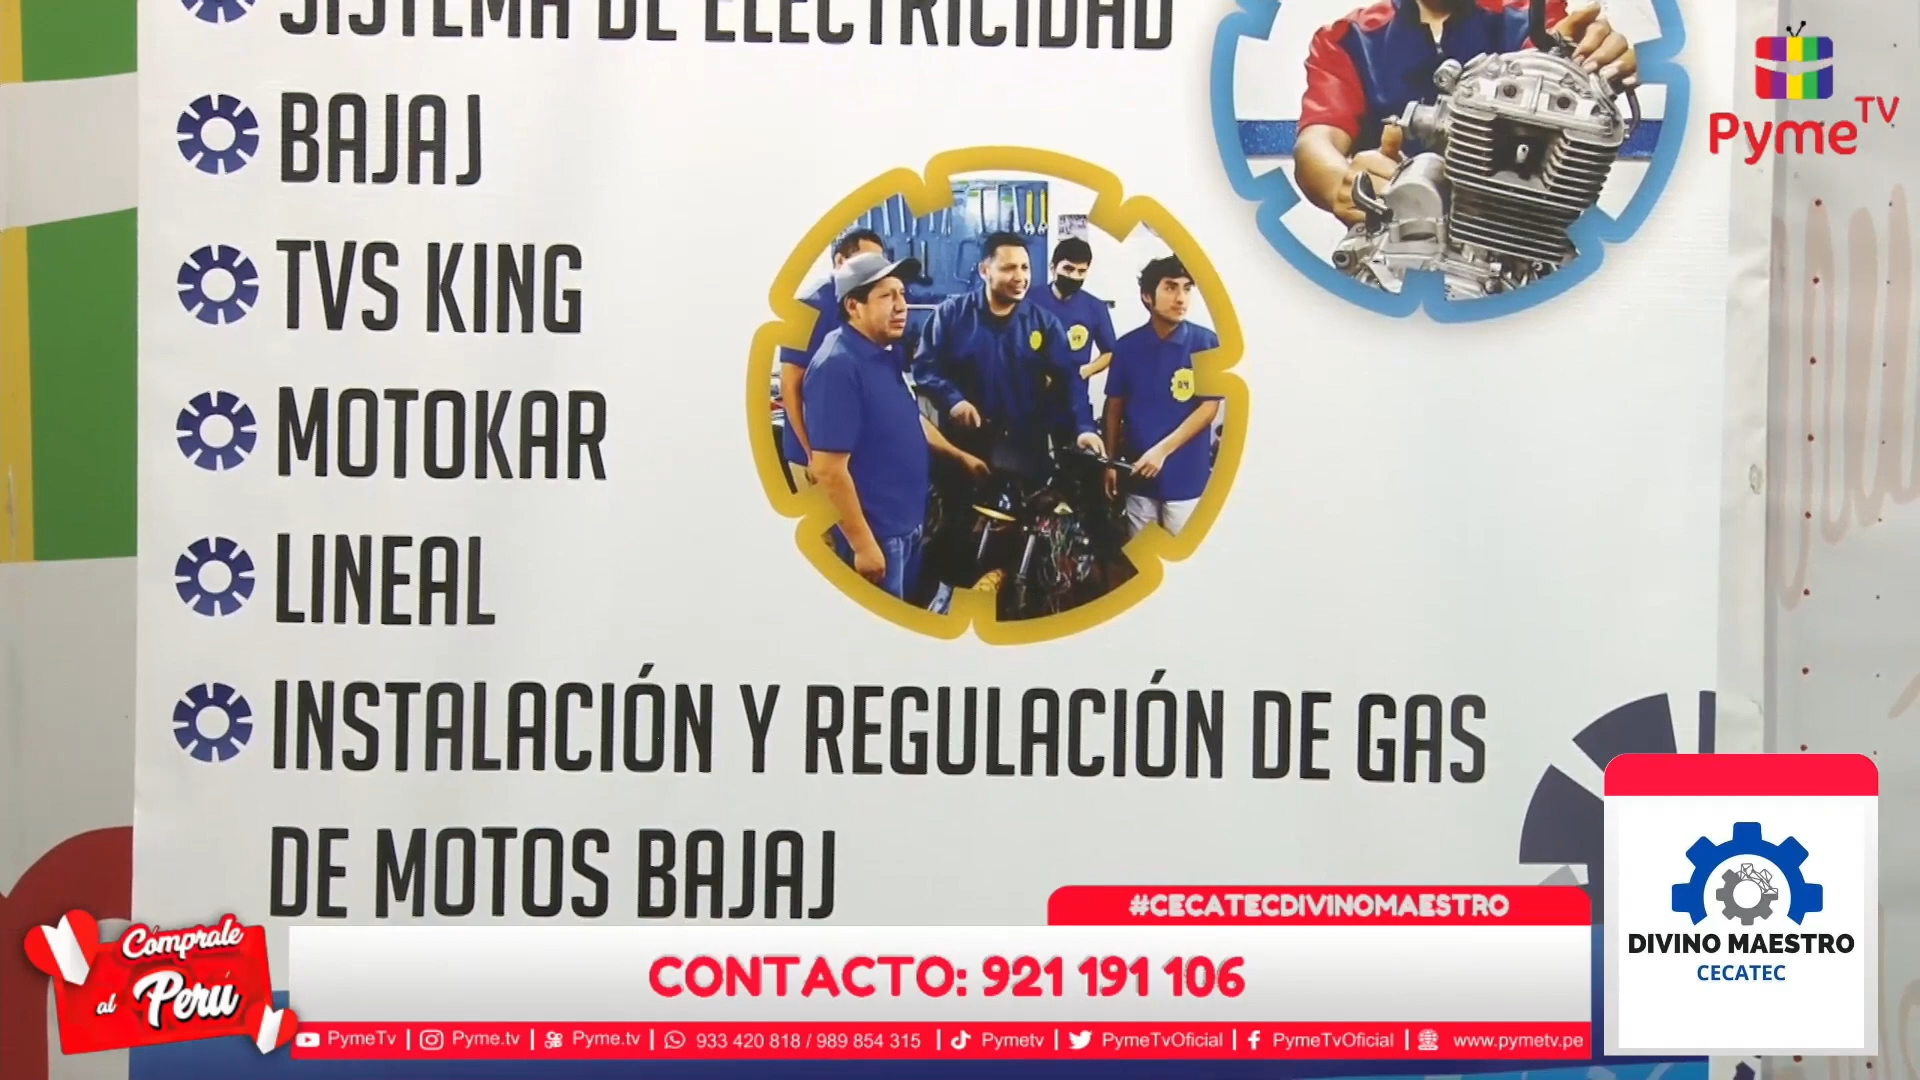 SISTEMA DE ELECTRICIDAD
BAJAJ
TVS KING
MOTOKAR
LINEAL
INSTALACIÓN Y REGULACIÓN DE GAS
DE MOTOS BAJAJ
Pyme TV
#CECATECDIVINOMAESTRO
CONTACTO: 921 191 106
Cómprale
al Perú
DIVINO MAESTRO
CECATEC
PymeTv | Pyme.tv | Pyme.tv | 933 420 818 / 989 854 315 | Pymetv | PymeTvOficial | PymeTvOficial | www.pymetv.pe